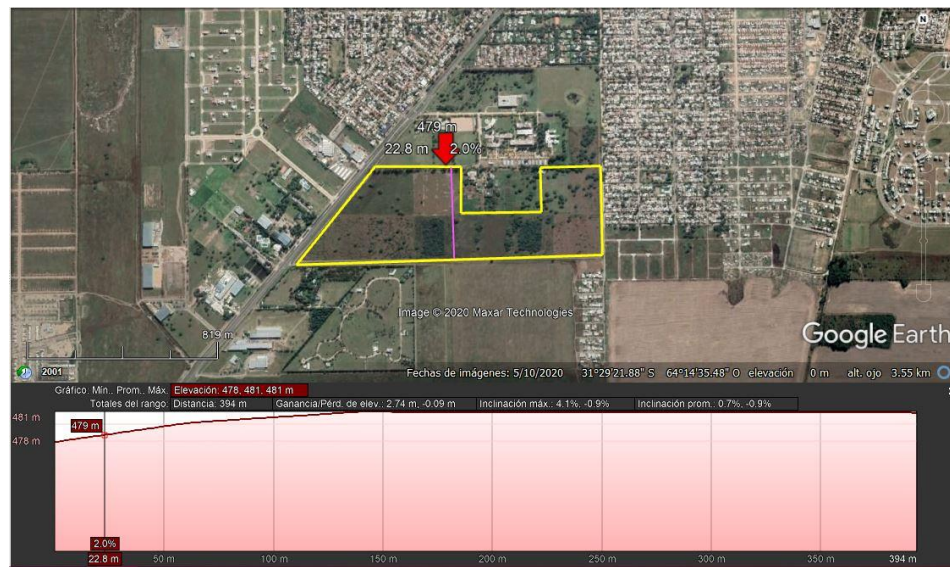 N
479 m
22.8 m 2.0%
Image © 2020 Maxar Technologies
819 m
Google Earth
2001
Fechas de imágenes: 5/10/2020 31°29'21.88" S 64°14'35.48" O elevación 0 m alt. ojo 3.55 km
Gráfico: Mín., Prom., Máx. Elevación: 478, 481, 481 m
Totales del rango: Distancia: 394 m Ganancia/Pérd. de elev.: 2.74 m, -0.09 m Inclinación máx.: 4.1%, -0.9% Inclinación prom.: 0.7%, -0.9%
481 m
479 m
478 m
2.0%
22.8 m 50 m 100 m 150 m 200 m 250 m 300 m 350 m 394 m